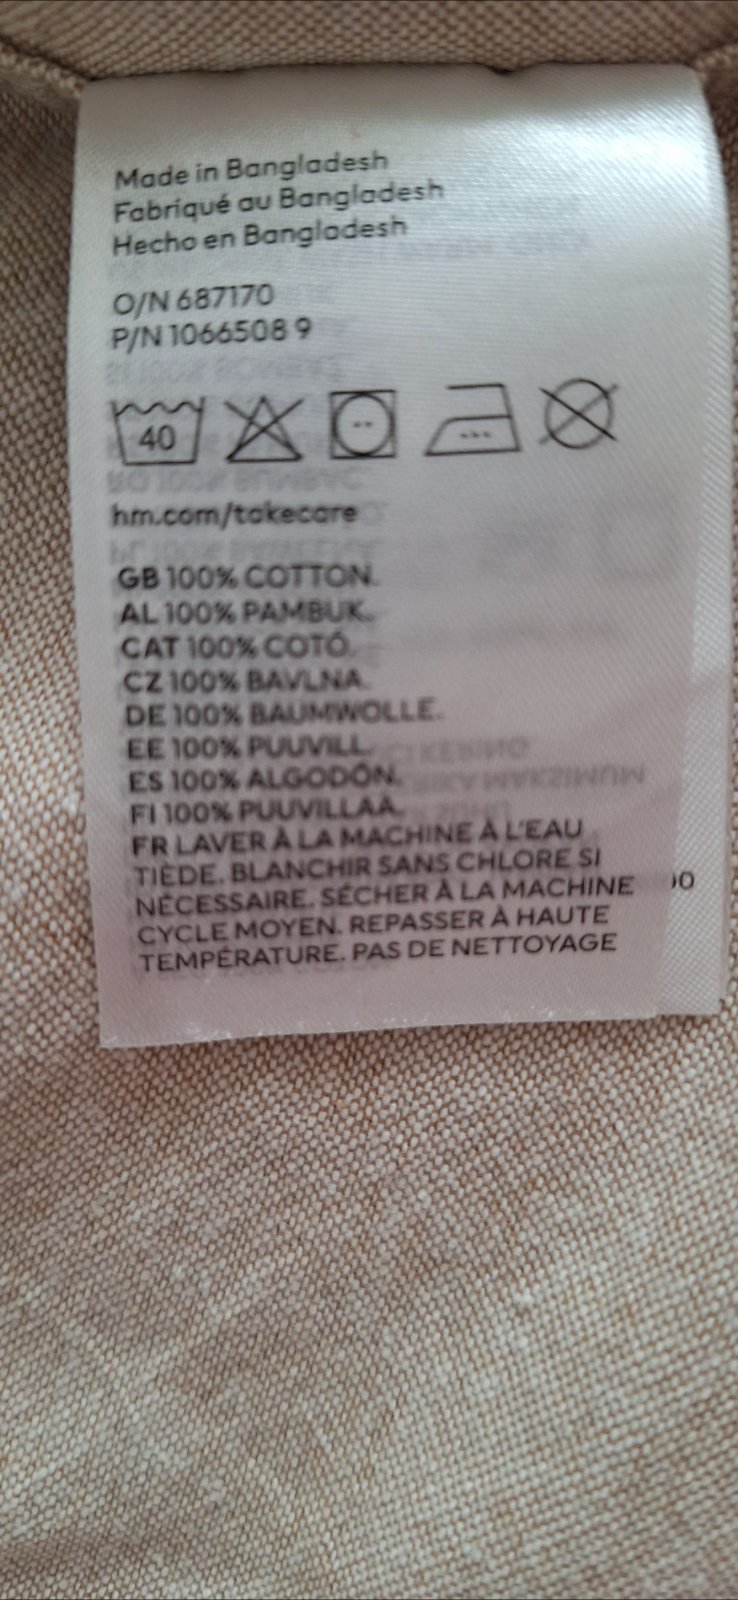 Made in Bangladesh
Fabriqué au Bangladesh
Hecho en Bangladesh
O/N 687170
P/N 1066508 9
40
hm.com/takecare
GB 100% COTTON.
AL 100% PAMBUK.
CAT 100% COTÓ.
CZ 100% BAVLNA.
DE 100% BAUMWOLLE.
EE 100% PUUVILL.
ES 100% ALGODÓN.
FI 100% PUUVILLAA.
FR LAVER À LA MACHINE À L'EAU
TIÈDE. BLANCHIR SANS CHLORE SI
NÉCESSAIRE. SÉCHER À LA MACHINE
CYCLE MOYEN. REPASSER À HAUTE
TEMPÉRATURE. PAS DE NETTOYAGE